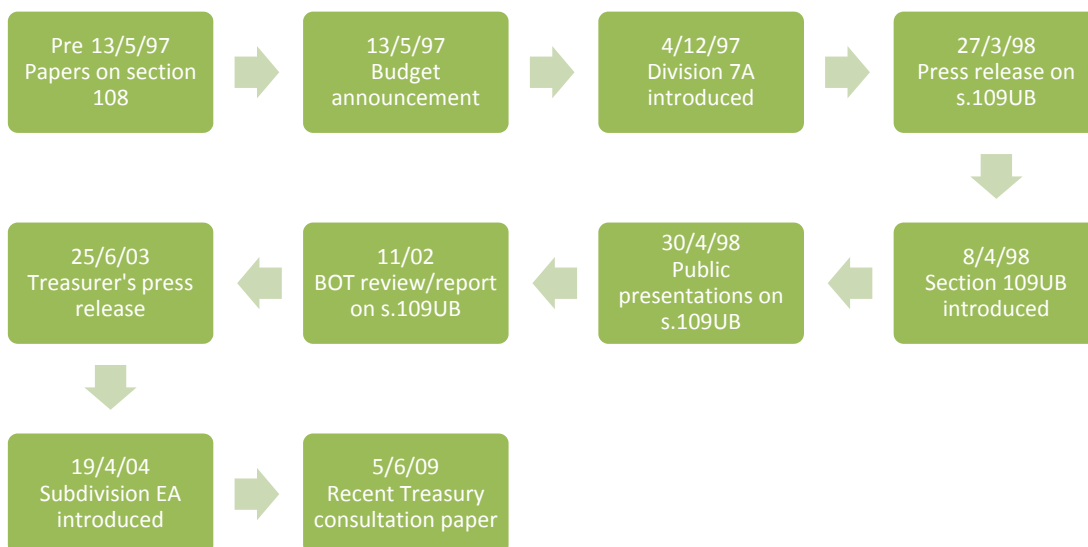 Pre 13/5/97
Papers on section
108
13/5/97
Budget
announcement
4/12/97
Division 7A
introduced
27/3/98
Press release on
s.109UB
8/4/98
Section 109UB
introduced
30/4/98
Public
presentations on
s.109UB
11/02
BOT review/report
on s.109UB
25/6/03
Treasurer's press
release
19/4/04
Subdivision EA
introduced
5/6/09
Recent Treasury
consultation paper